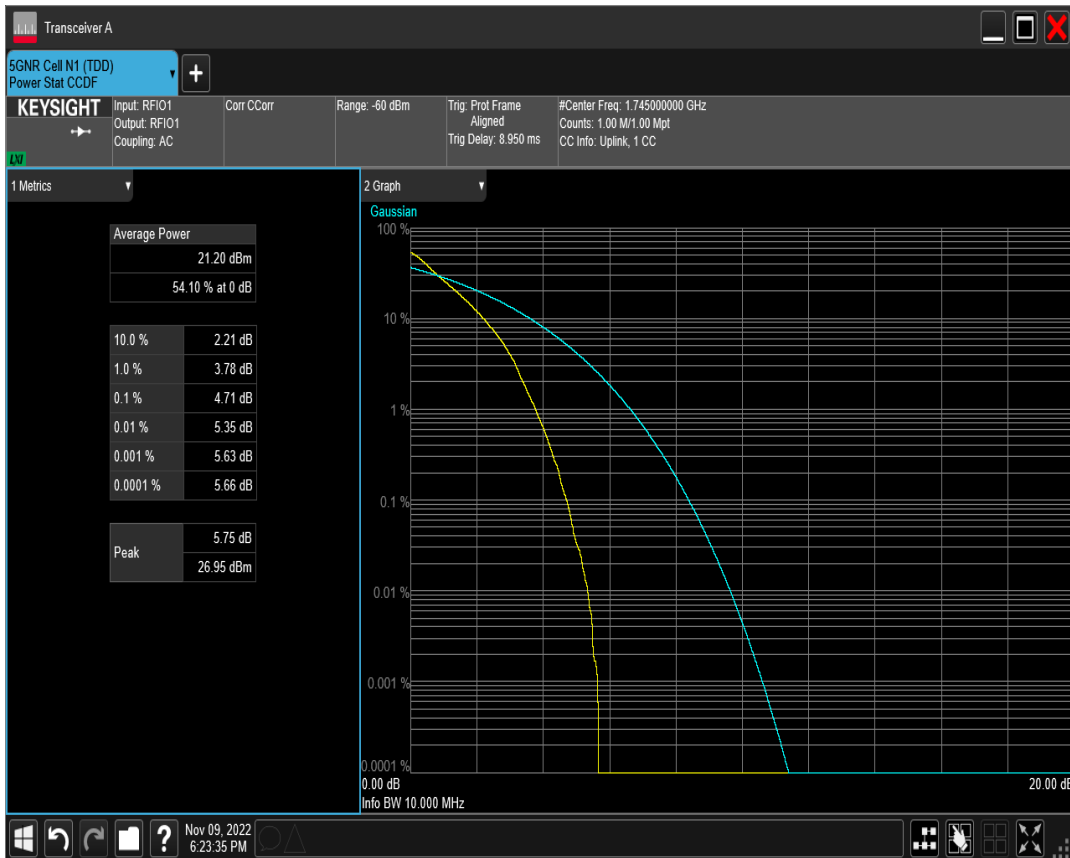 Transceiver A
5GNR Cell N1 (TDD)
Power Stat CCDF
+
KEYSIGHT
LXI
Input: RFIO1
Output: RFIO1
Coupling: AC
Corr CCorr
Range: -60 dBm
Trig: Prot Frame
Aligned
Trig Delay: 8.950 ms
#Center Freq: 1.745000000 GHz
Counts: 1.00 M/1.00 Mpt
CC Info: Uplink, 1 CC
1 Metrics
Average Power
21.20 dBm
54.10 % at 0 dB
10.0 % 2.21 dB
1.0 % 3.78 dB
0.1 % 4.71 dB
0.01 % 5.35 dB
0.001 % 5.63 dB
0.0001 % 5.66 dB
Peak 5.75 dB
26.95 dBm
2 Graph
Gaussian
100 %
10 %
1 %
0.1 %
0.01 %
0.001 %
0.0001 %
0.00 dB 20.00 dB
Info BW 10.000 MHz
?
Nov 09, 2022
6:23:35 PM